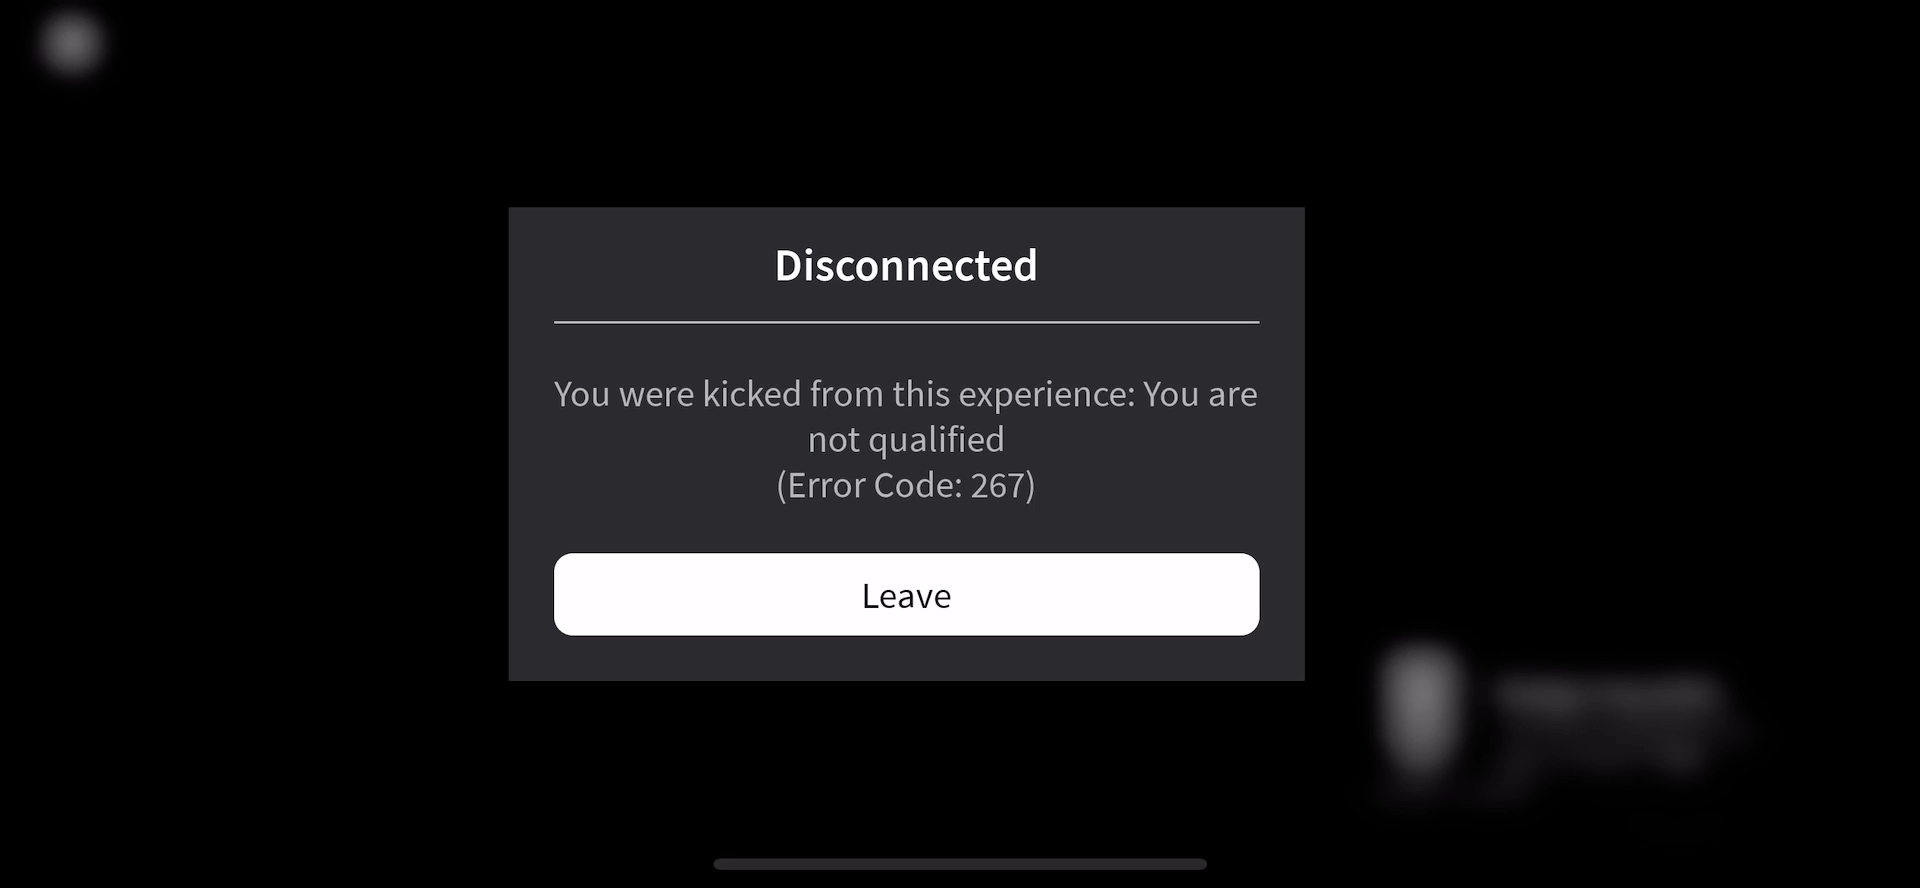 Disconnected
You were kicked from this experience: You are
not qualified
(Error Code: 267)
Leave